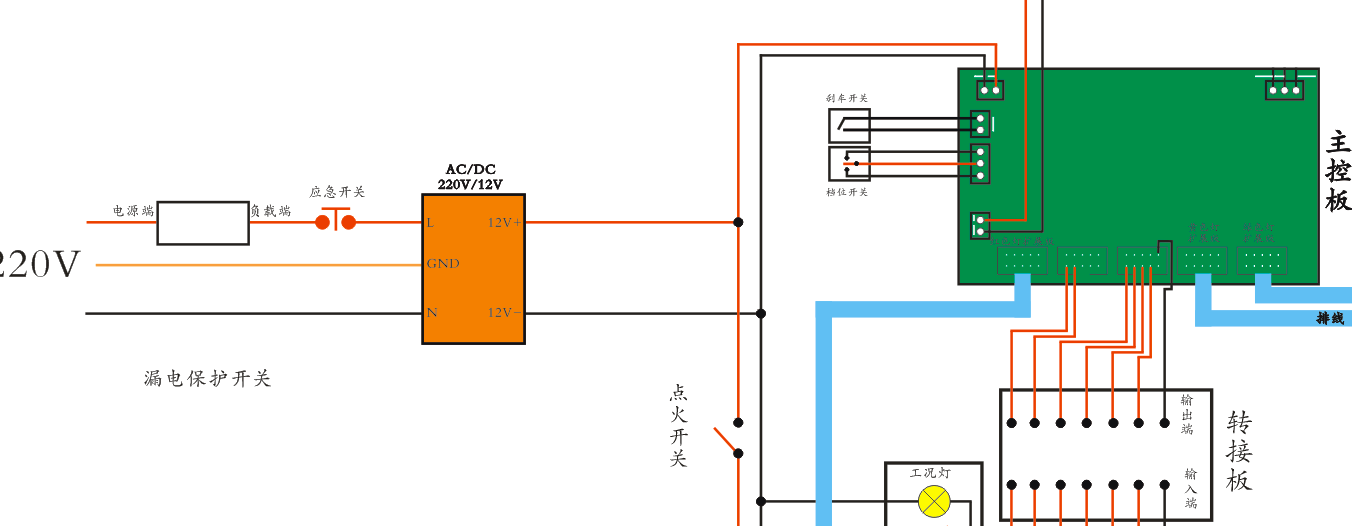 刹车开关
档位开关
主控板
AC/DC
220V/12V
应急开关
电源端
负载端
L
12V+
220V
GND
N
12V-
漏电保护开关
点火开关
排线
输出端
转接板
输入端
工况灯